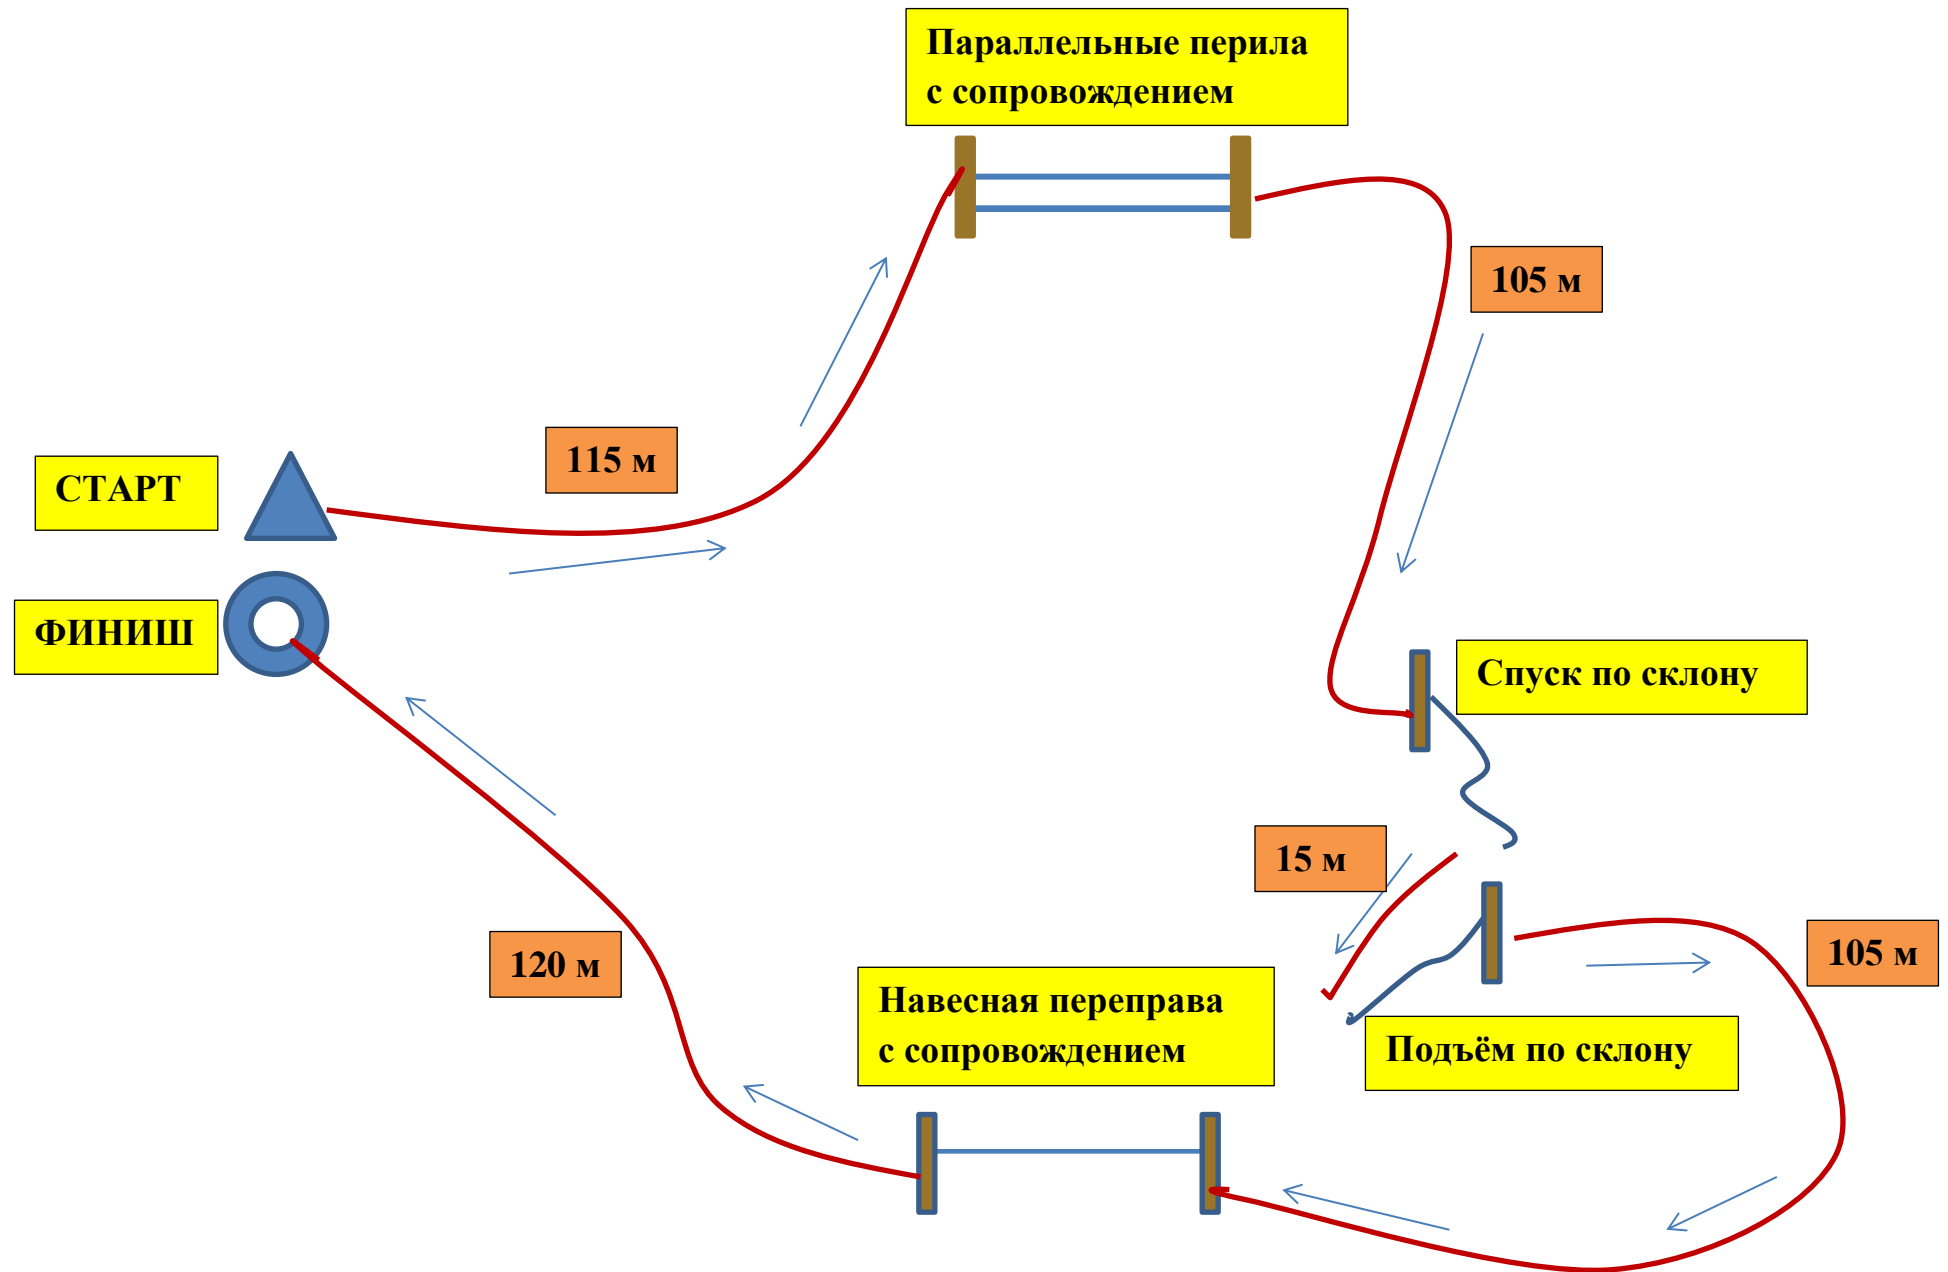 Параллельные перила
с сопровождением
105 м
115 м
СТАРТ
ФИНИШ
Спуск по склону
15 м
105 м
120 м
Навесная переправа
с сопровождением
Подъём по склону